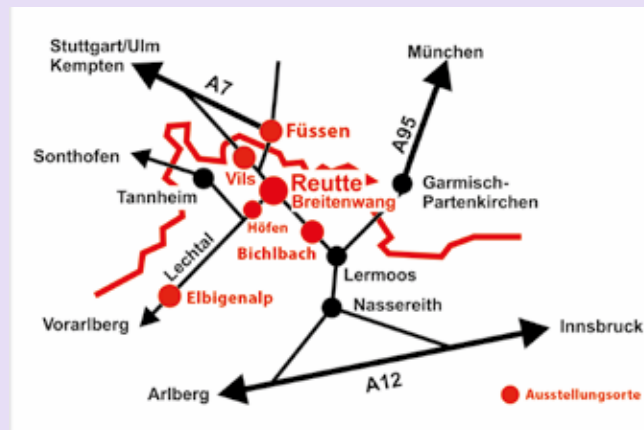 Stuttgart/Ulm
Kempten
A7
München
A95
Füssen
Sonthofen
Vils
Reutte
Breitenwang
Tannheim
Garmisch-
Partenkirchen
Höfen
Bichlbach
Lechtal
Lermoos
Elbigenalp
Nassereith
Vorarlberg
Innsbruck
A12
Arlberg
Ausstellungsorte